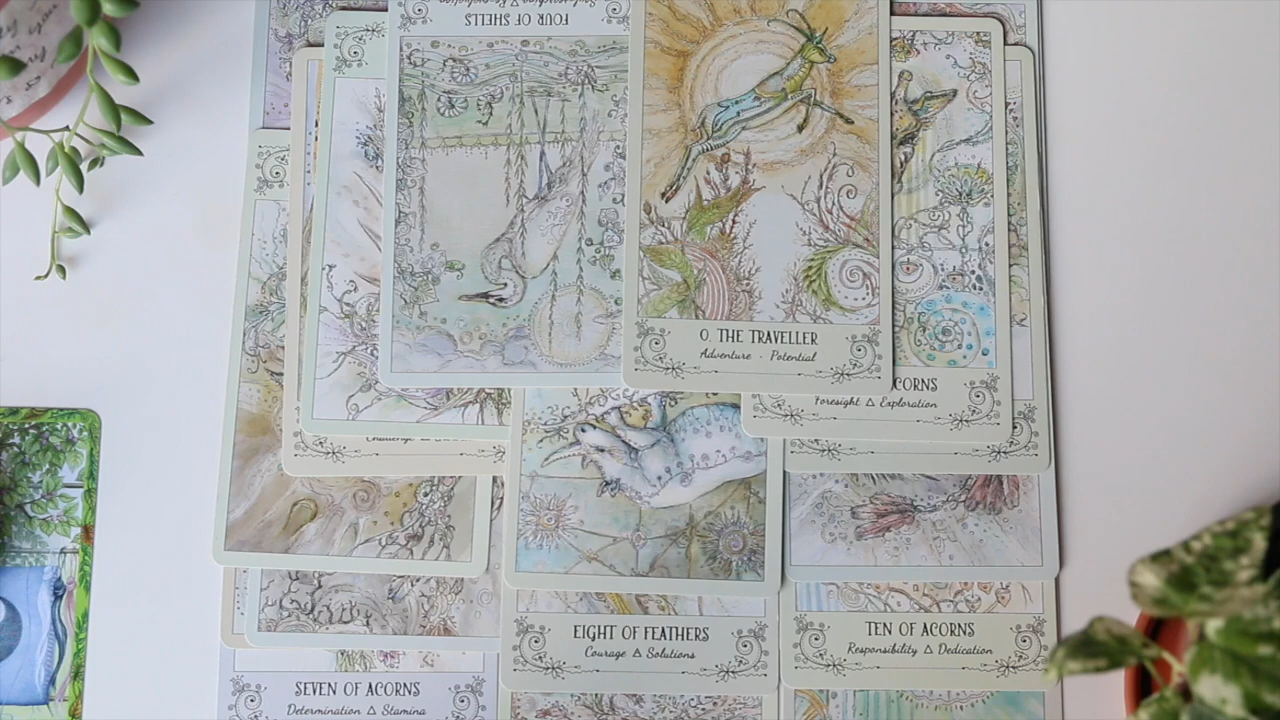 FOUR OF SHELLS
0. THE TRAVELLER
Adventure · Potential
CORNS
Foresight △ Exploration
Challenge △
EIGHT OF FEATHERS
Courage △ Solutions
TEN OF ACORNS
Responsibility △ Dedication
SEVEN OF ACORNS
Determination △ Stamina